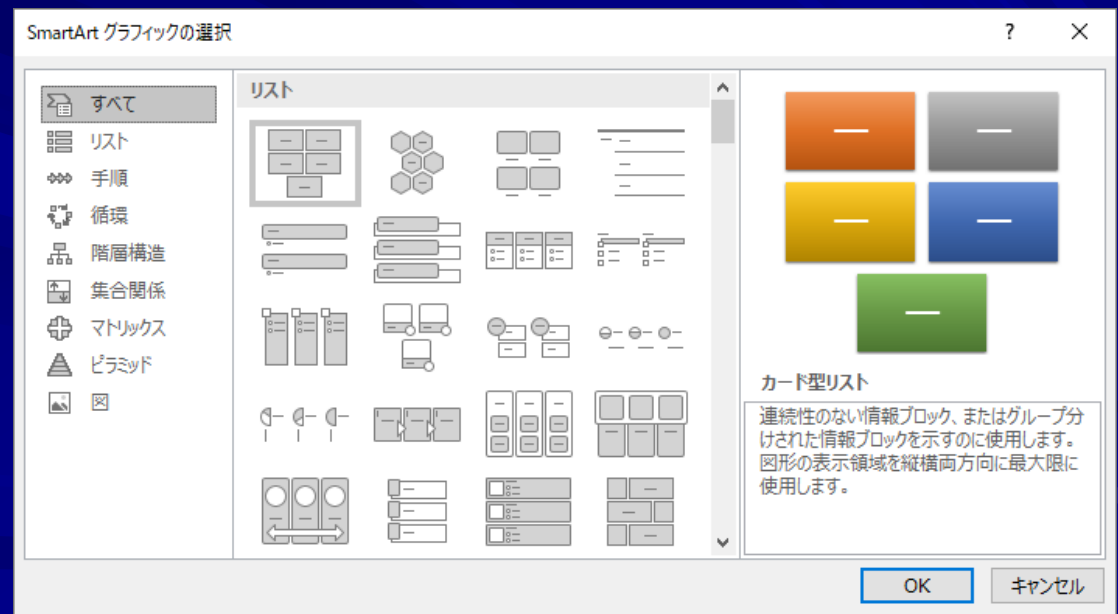 SmartArt グラフィックの選択
?
すべて
リスト
手順
循環
階層構造
集合関係
マトリックス
ピラミッド
図
リスト
カード型リスト
連続性のない情報ブロック、またはグループ分
けされた情報ブロックを示すのに使用します。
図形の表示領域を縦横両方向に最大限に
使用します。
OK
キャンセル